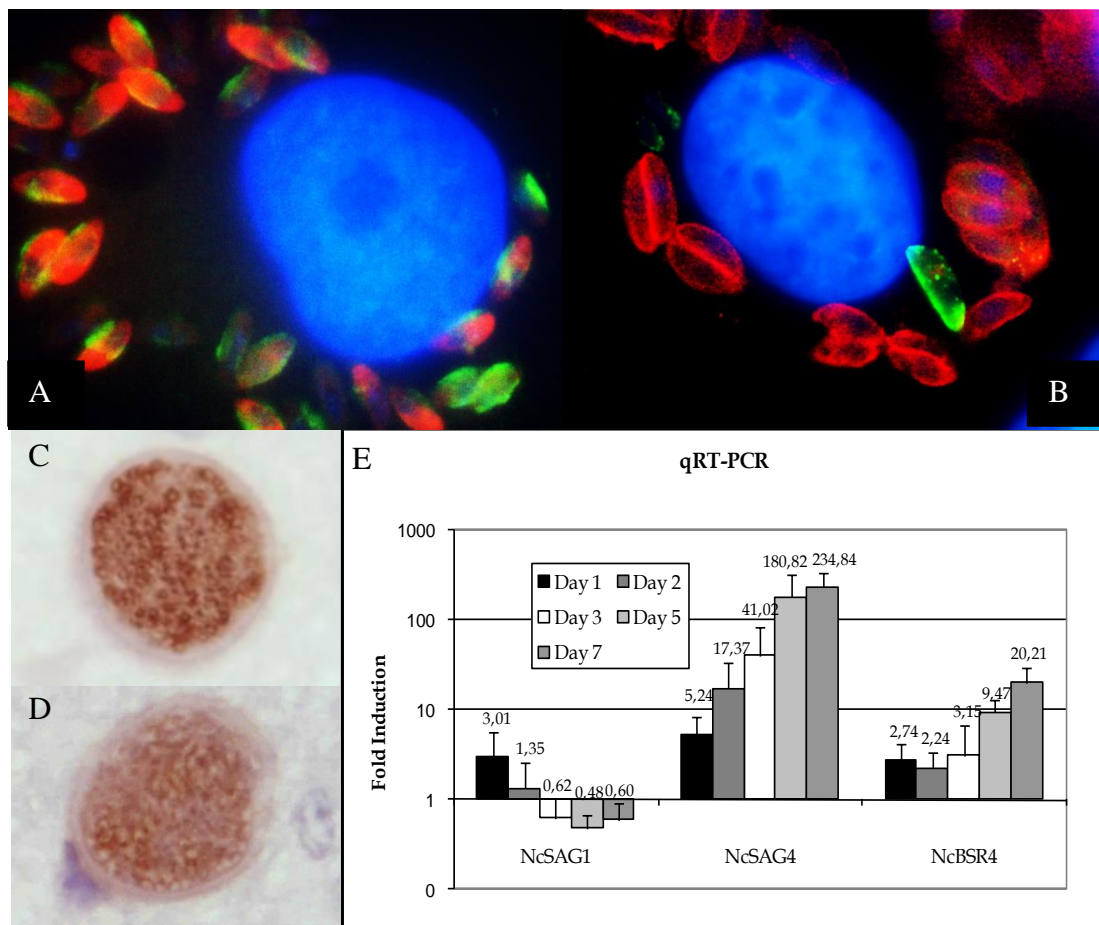 A
B
C
D
E
qRT-PCR
Fold Induction
1000
100
10
1
0
Day 1
Day 2
Day 3
Day 5
Day 7
3,01
1,35
0,62
0,48
0,60
5,24
17,37
41,02
180,82
234,84
2,74
2,24
3,15
9,47
20,21
NcSAG1
NcSAG4
NcBSR4